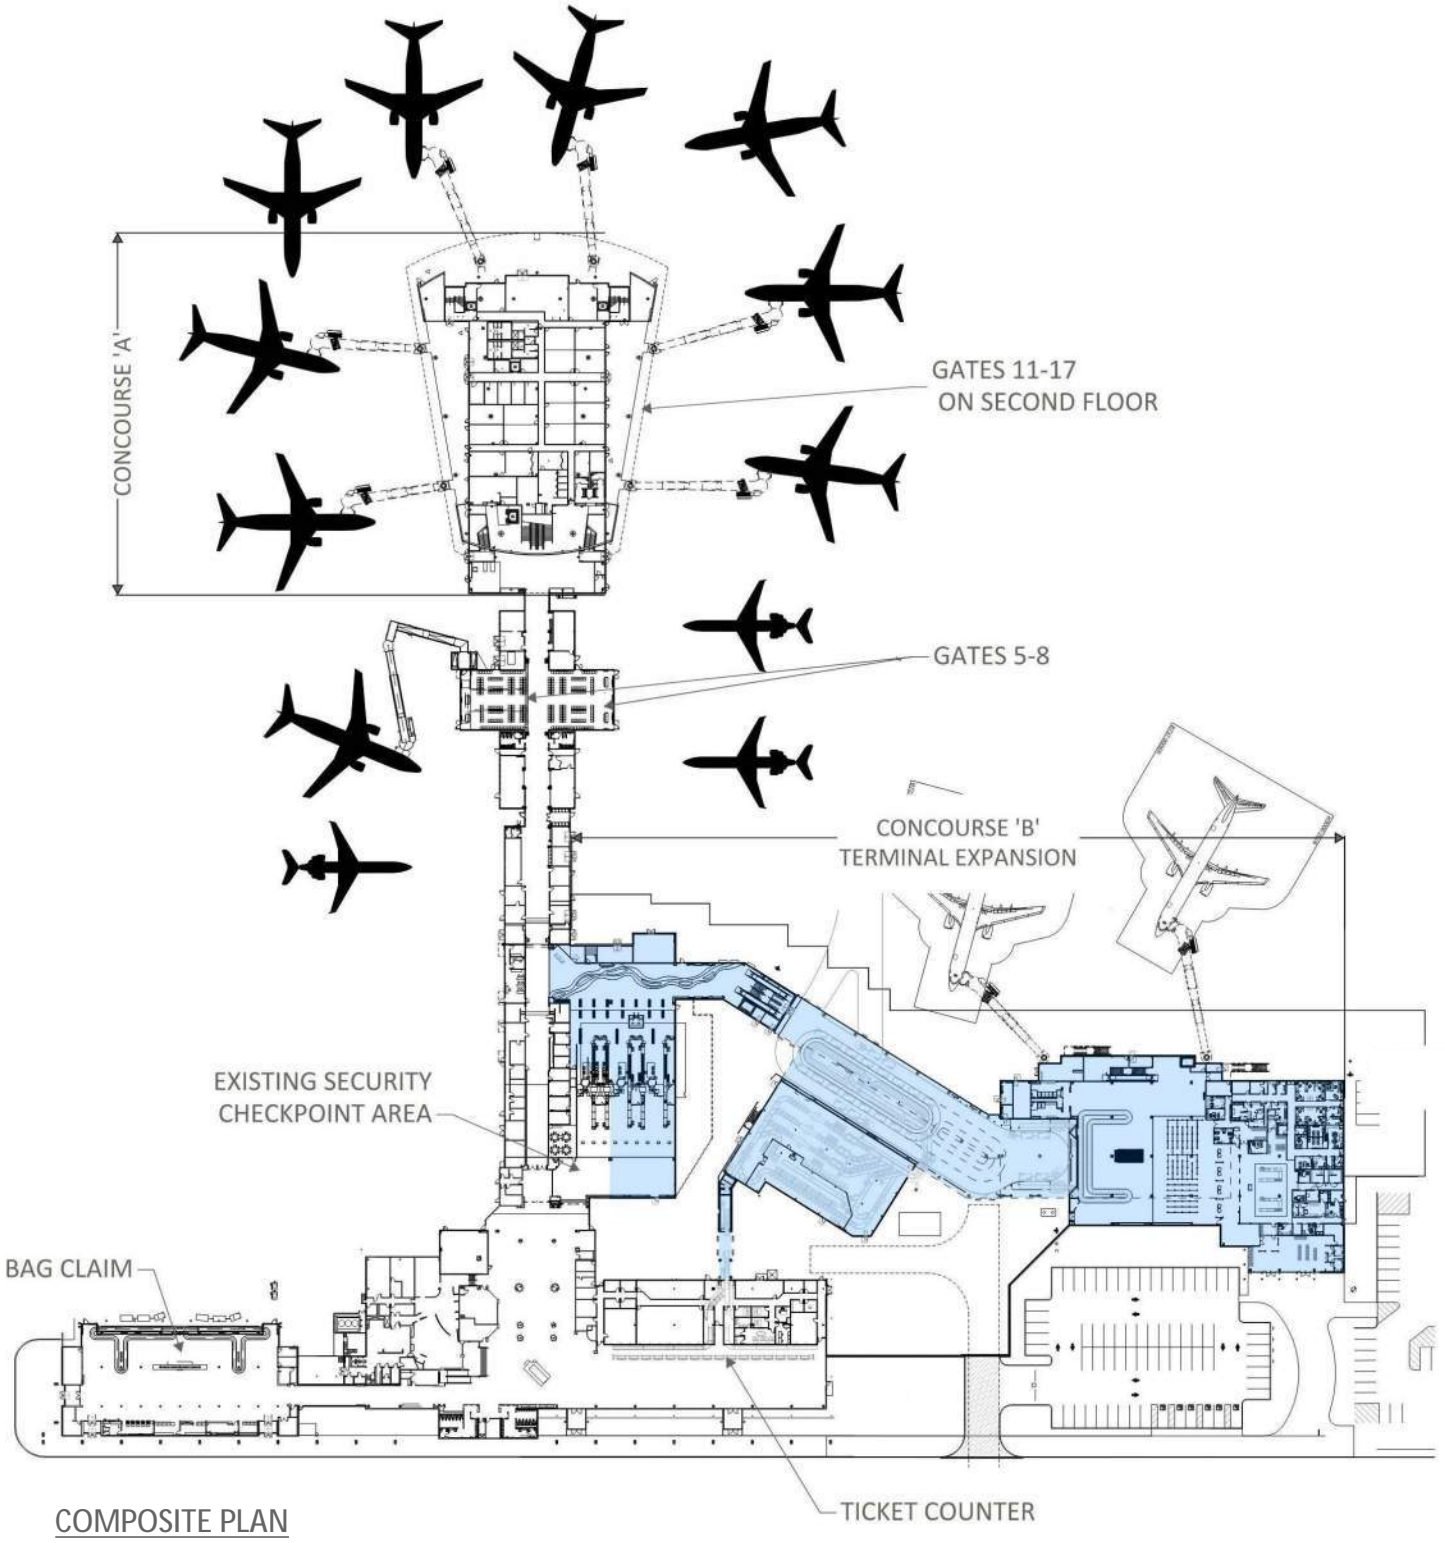 CONCOURSE 'A'
GATES 11-17
ON SECOND FLOOR
GATES 5-8
CONCOURSE 'B'
TERMINAL EXPANSION
EXISTING SECURITY
CHECKPOINT AREA
BAG CLAIM
TICKET COUNTER
COMPOSITE PLAN